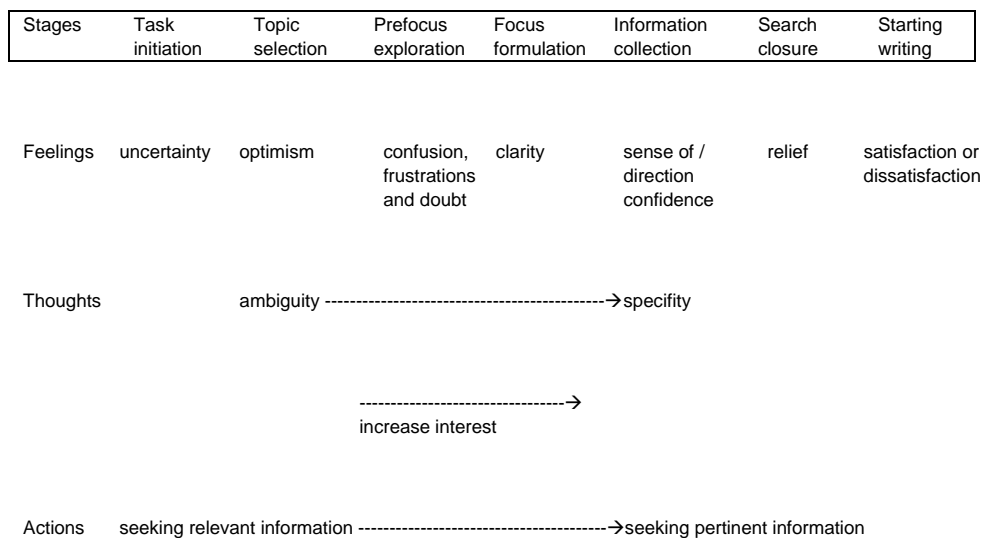 Stages Task Topic Prefocus Focus Information Search Starting
initiation selection exploration formulation collection closure writing
Feelings uncertainty optimism confusion, clarity sense of / relief satisfaction or
frustrations direction dissatisfaction
and doubt confidence
Thoughts ambiguity --------------------------------------------→specifity
---------------------------------→
increase interest
Actions seeking relevant information ----------------------------------------→seeking pertinent information